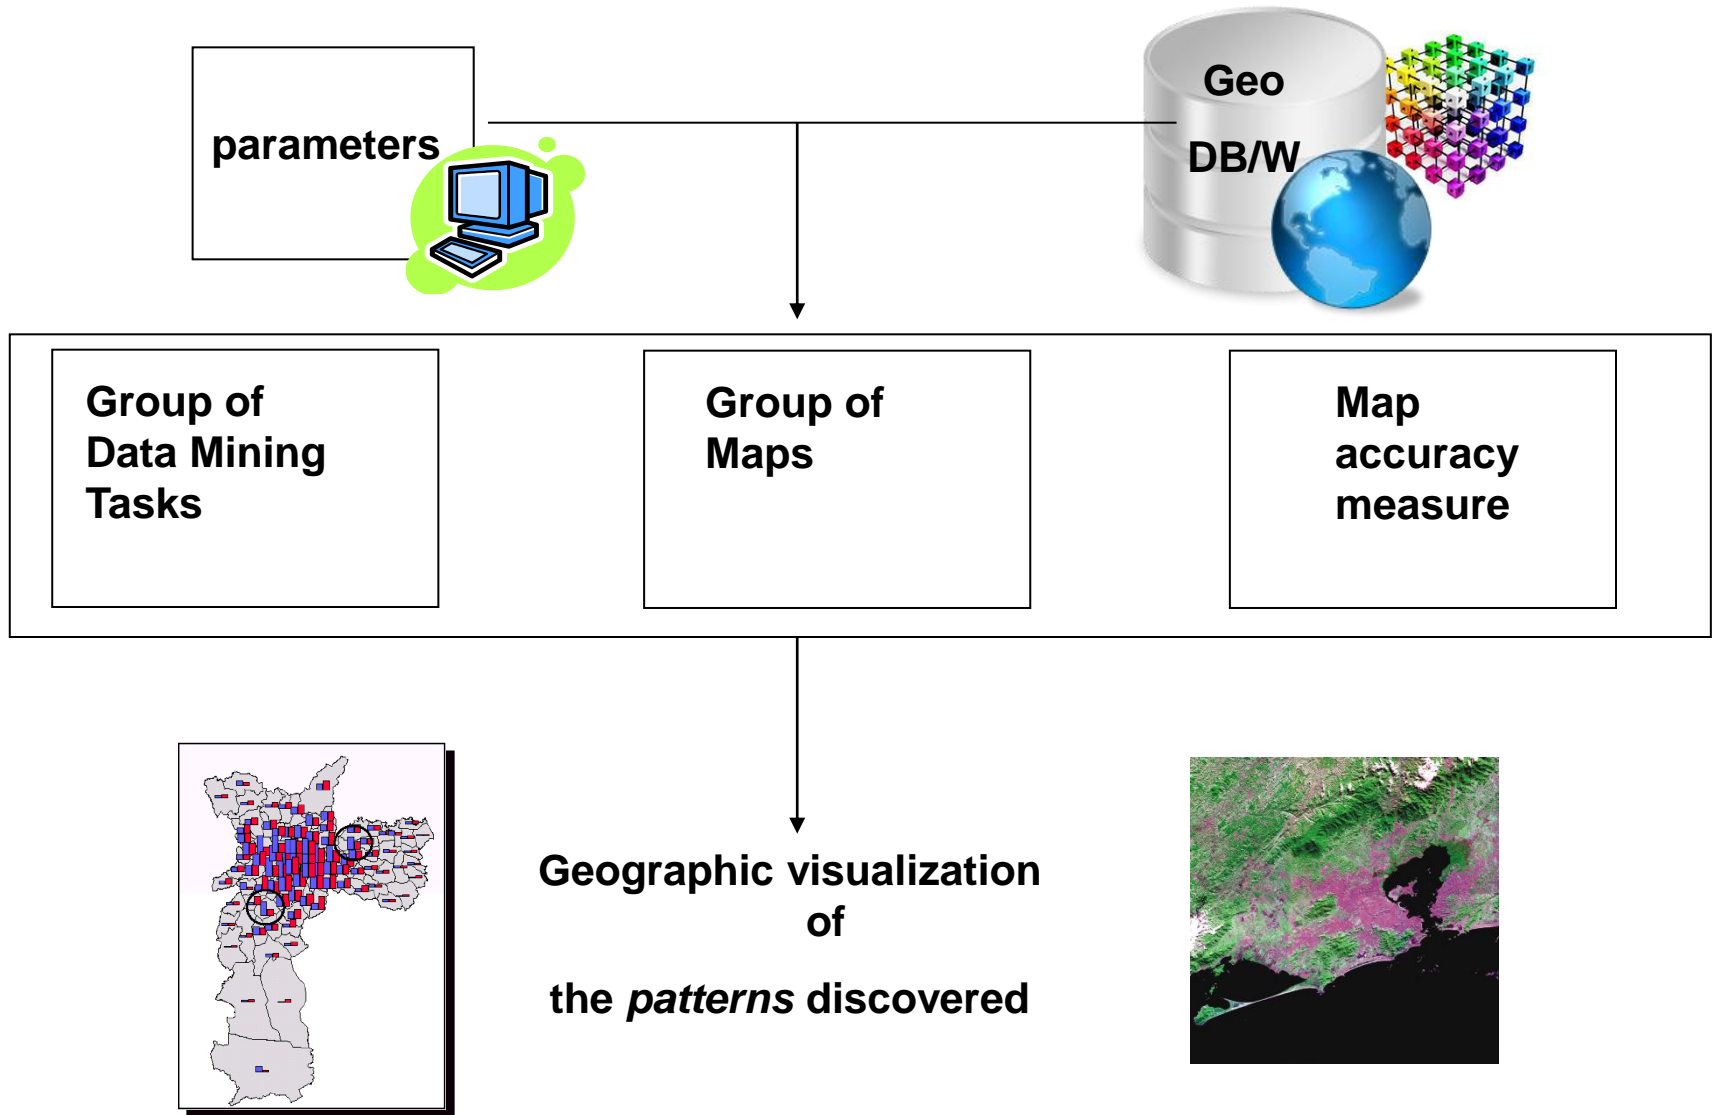 parameters
Geo
DB/W
Group of
Data Mining
Tasks
Group of
Maps
Map
accuracy
measure
Geographic visualization
of
the patterns discovered